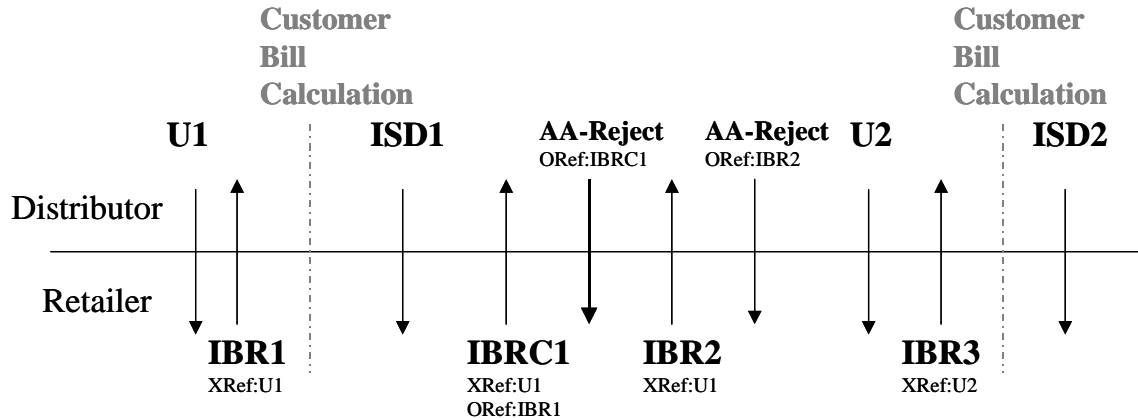 Customer
Bill
Calculation
Customer
Bill
Calculation
U1
ISD1
AA-Reject
ORef:IBRC1
AA-Reject
ORef:IBR2
U2
ISD2
Distributor
Retailer
IBR1
XRef:U1
IBRC1
XRef:U1
ORef:IBR1
IBR2
XRef:U1
IBR3
XRef:U2